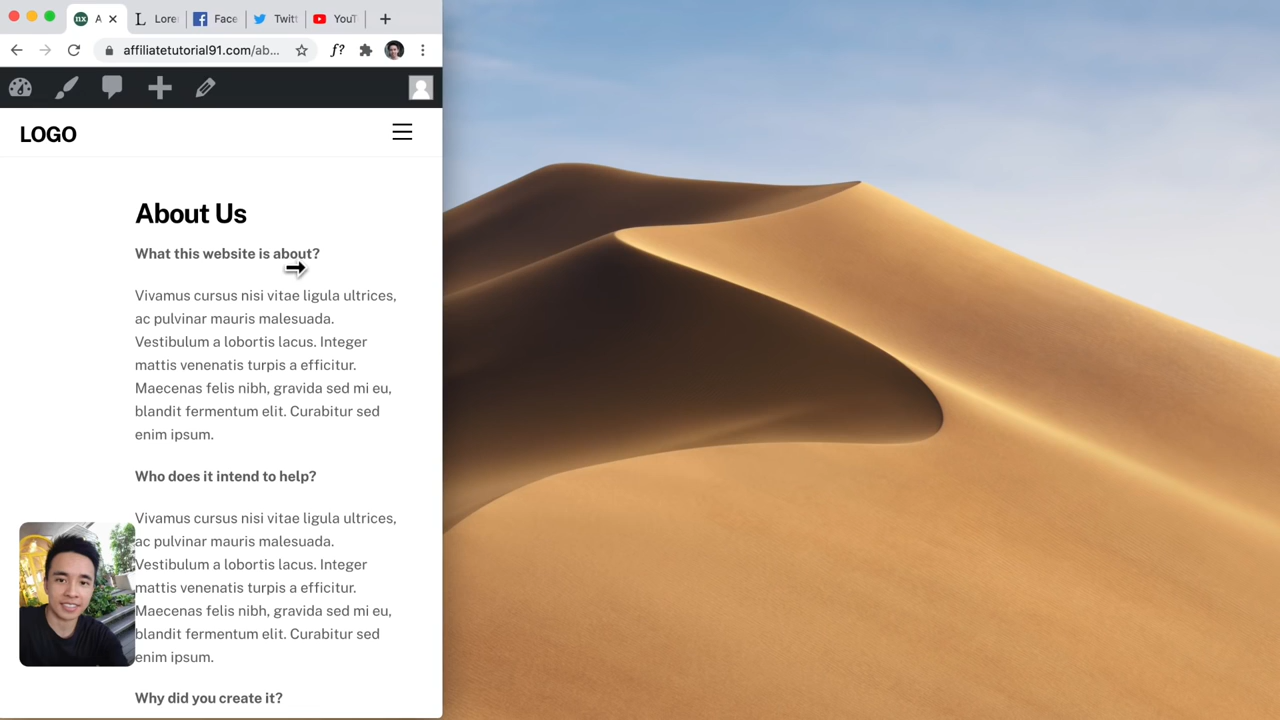 A
Lore
Face
Twitt
YouT
affiliatetutorial91.com/ab...
f?
LOGO
About Us
What this website is about?
Vivamus cursus nisi vitae ligula ultrices,
ac pulvinar mauris malesuada.
Vestibulum a lobortis lacus. Integer
mattis venenatis turpis a efficitur.
Maecenas felis nibh, gravida sed mi eu,
blandit fermentum elit. Curabitur sed
enim ipsum.
Who does it intend to help?
Vivamus cursus nisi vitae ligula ultrices,
ac pulvinar mauris malesuada.
Vestibulum a lobortis lacus. Integer
mattis venenatis turpis a efficitur.
Maecenas felis nibh, gravida sed mi eu,
blandit fermentum elit. Curabitur sed
enim ipsum.
Why did you create it?